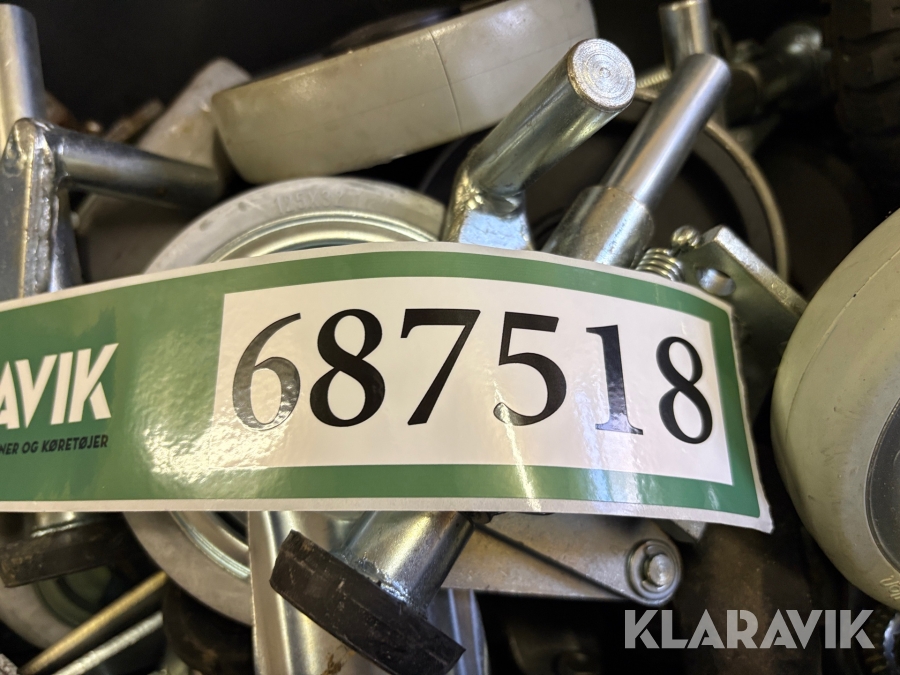 AVIK
NER OG KØRETØJER
687518
KLARAVIK